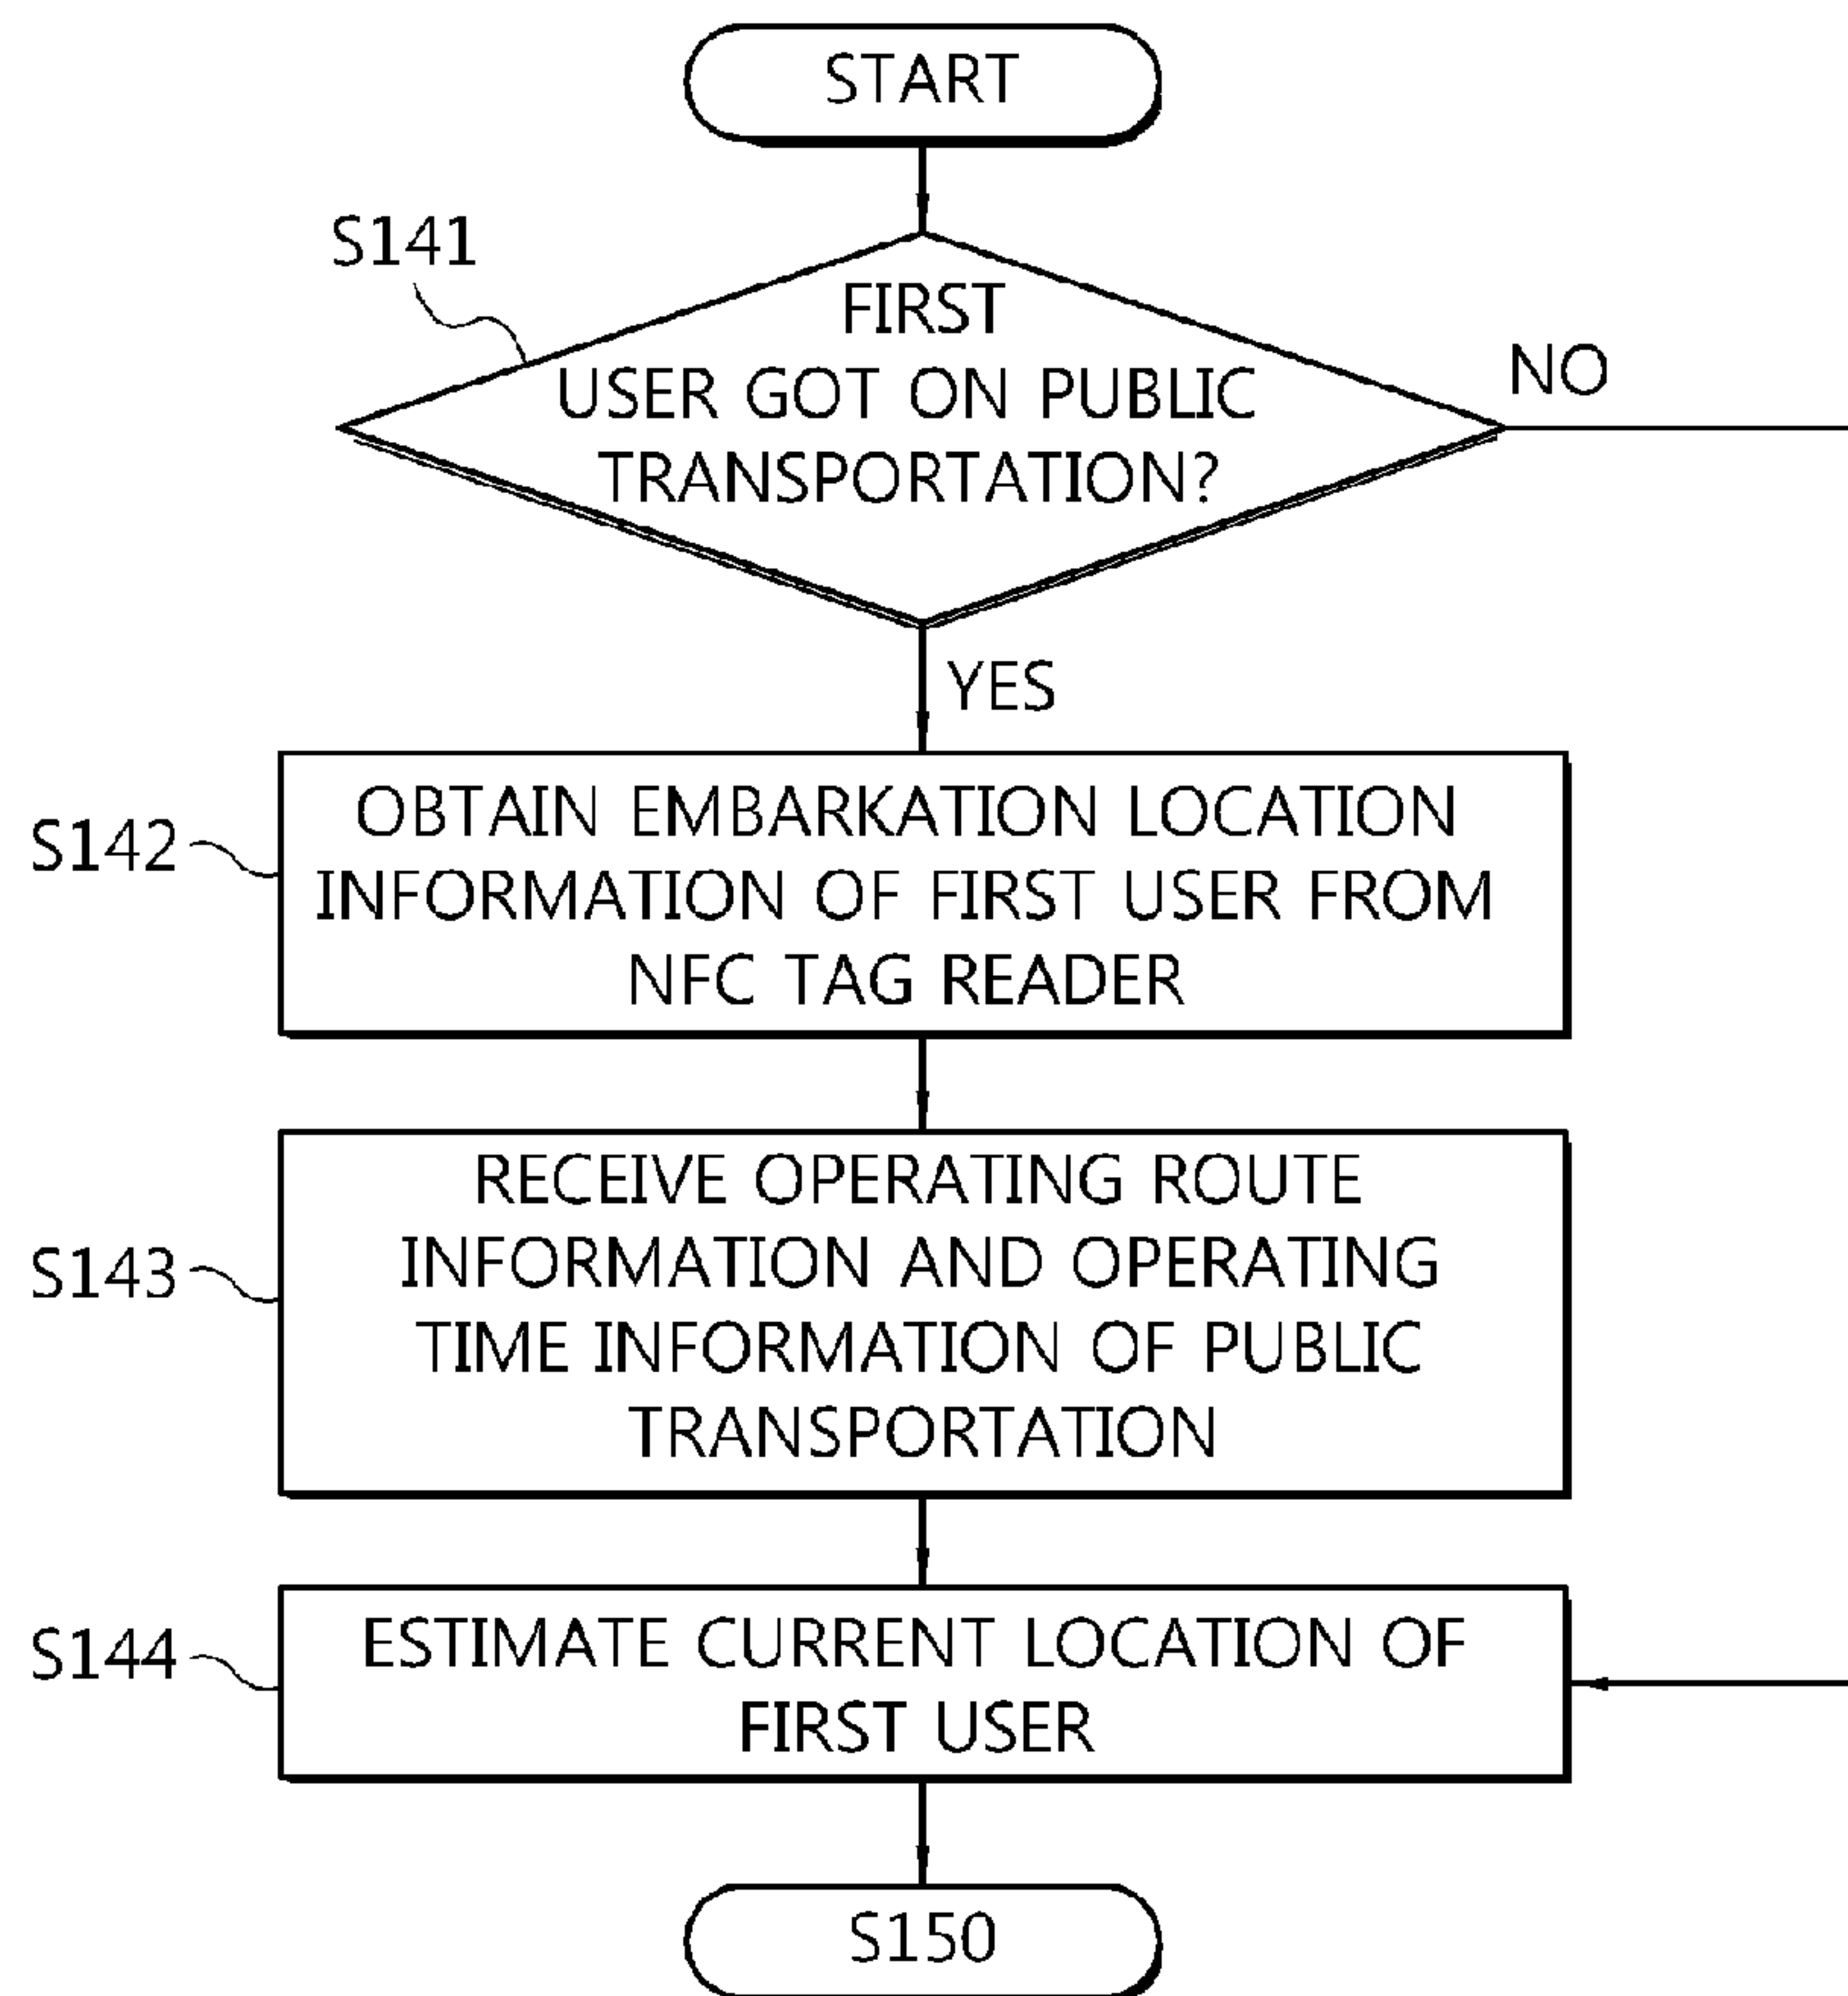 START
S141
FIRST
USER GOT ON PUBLIC
TRANSPORTATION?
NO
YES
S142
OBTAIN EMBARKATION LOCATION
INFORMATION OF FIRST USER FROM
NFC TAG READER
S143
RECEIVE OPERATING ROUTE
INFORMATION AND OPERATING
TIME INFORMATION OF PUBLIC
TRANSPORTATION
S144
ESTIMATE CURRENT LOCATION OF
FIRST USER
S150